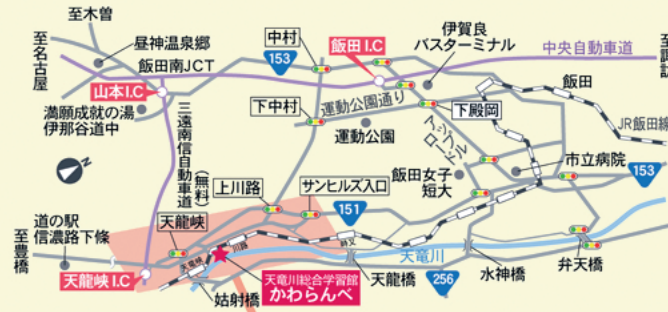 至木曽
至名古屋
昼神温泉郷
飯田南JCT
山本I.C
満願成就の湯
伊那谷道中
153
中村
飯田I.C
伊賀良
バスターミナル
中央自動車道
至諏訪
下中村
運動公園通り
運動公園
アップルロード
下殿岡
飯田
JR飯田線
飯田女子
短大
市立病院
153
三遠南信自動車道
(無料)
上川路
サンヒルズ入口
151
N
道の駅
信濃路下條
至豊橋
天龍峡
天龍峡I.C
天竜峡
川路
時又
天竜川
天竜川総合学習館
かわらんべ
姑射橋
天龍橋
256
水神橋
弁天橋